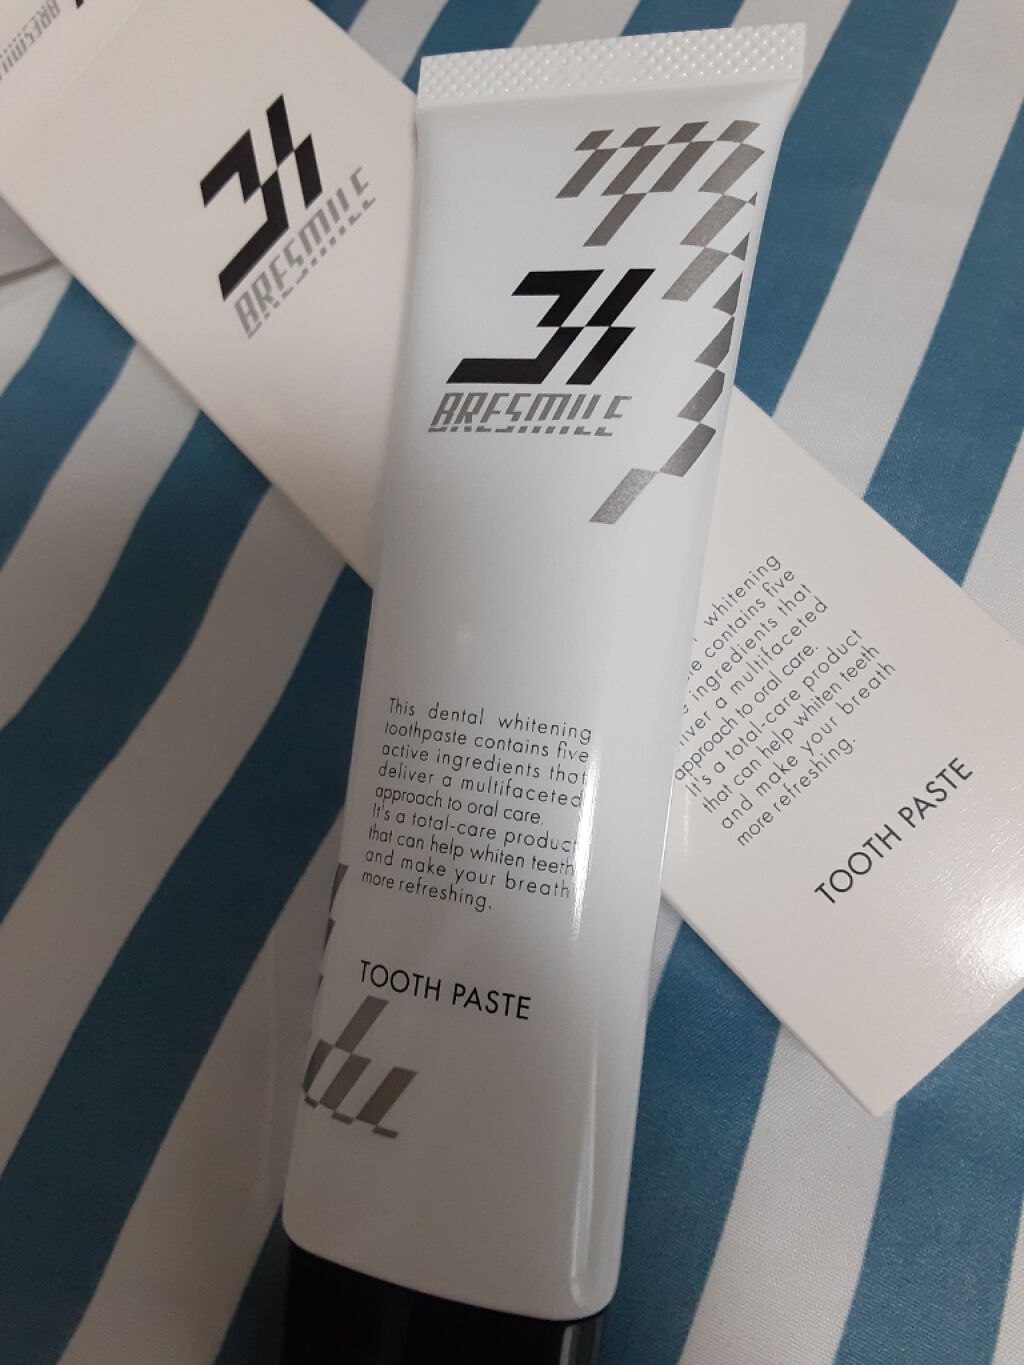 BRESMILE
BRESMILE
This dental whitening
toothpaste contains five
active ingredients that
deliver a multifaceted
approach to oral care.
It's a total-care product
that can help whiten teeth
and make your breath
more refreshing.
TOOTH PASTE
whitening
contains five
ingredients that
a multifaceted
approach to oral care.
It's a total-care product
that can help whiten teeth
and make your breath
more refreshing.
TOOTH PASTE